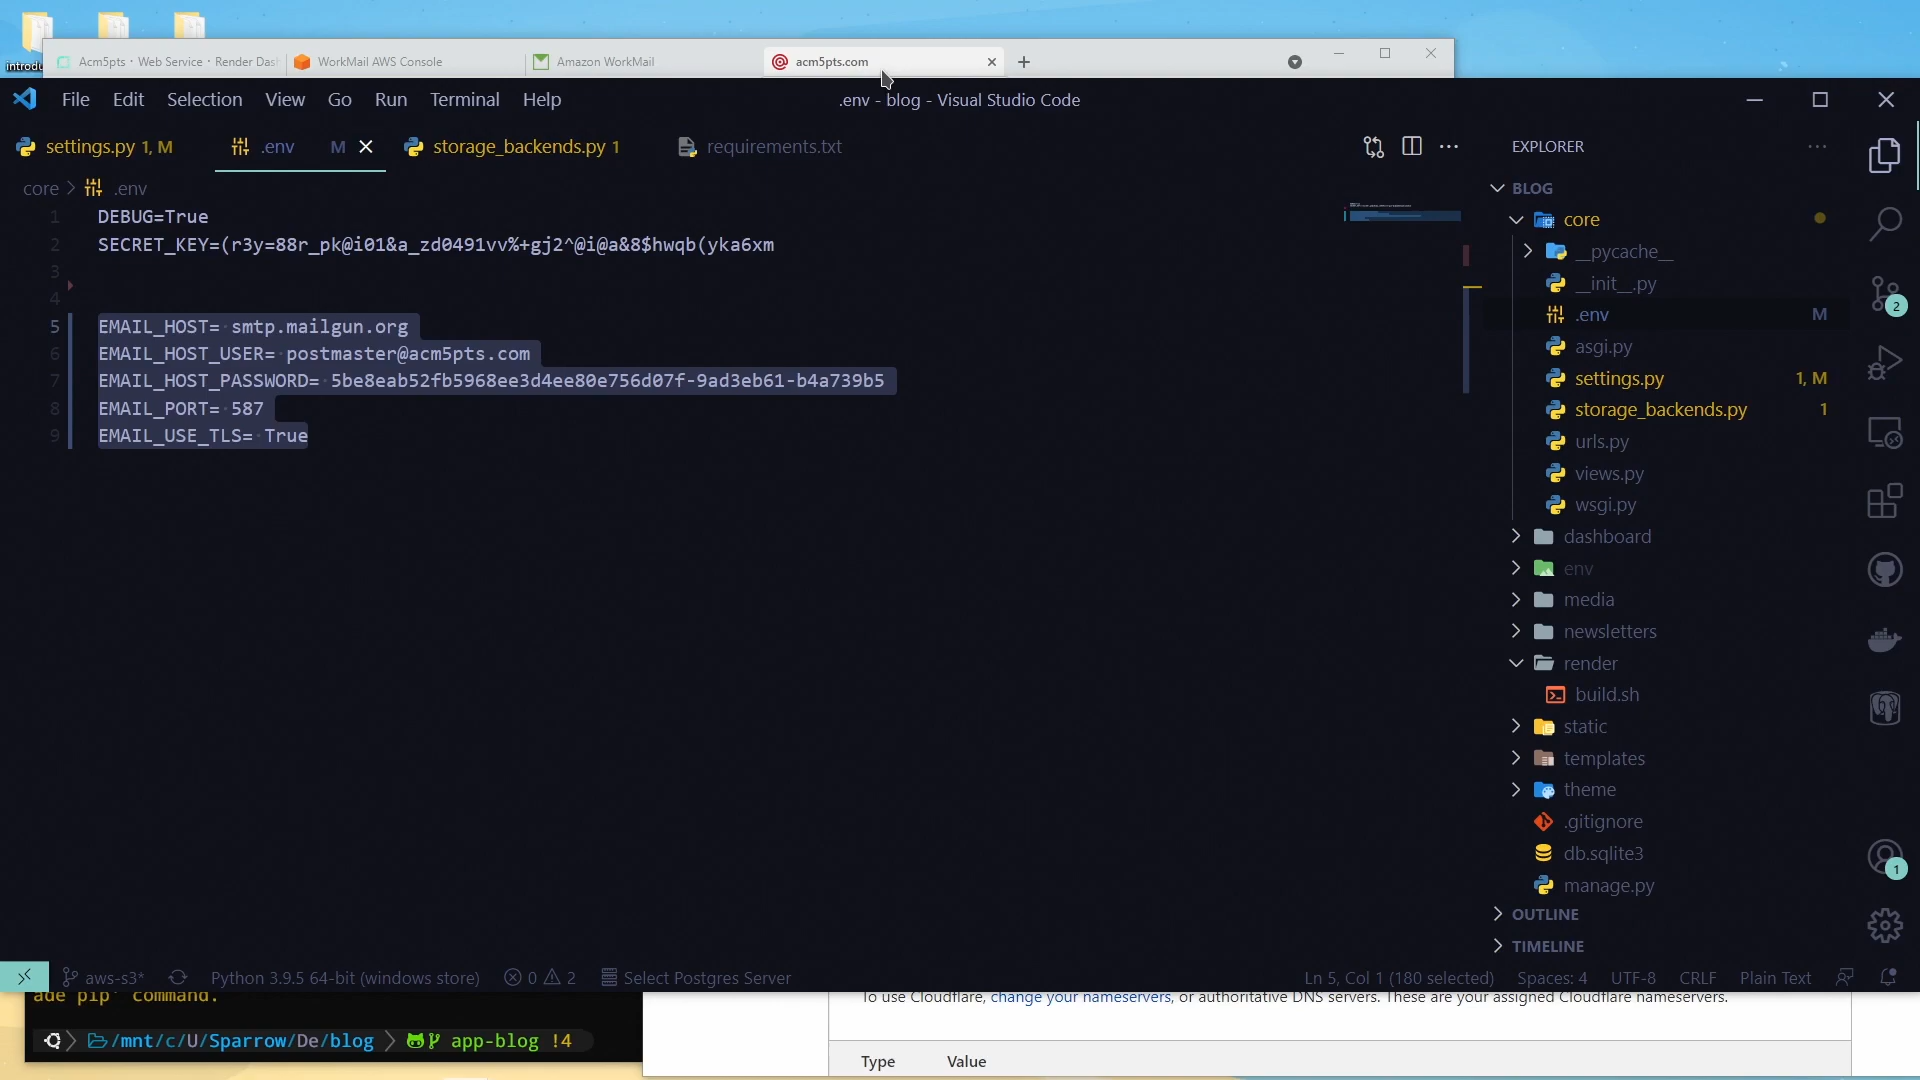 introdu
Acm5pts · Web Service · Render Das
WorkMail AWS Console
Amazon WorkMail
acm5pts.com
File Edit Selection View Go Run Terminal Help
.env - blog - Visual Studio Code
settings.py 1, M
.env M
storage_backends.py 1
requirements.txt
core > .env
1 DEBUG=True
2 SECRET_KEY=(r3y=88r_pk@i01&a_zd0491vv%+gj2^@i@a&8$hwqb(yka6xm
3
4
5 EMAIL_HOST= smtp.mailgun.org
6 EMAIL_HOST_USER= postmaster@acm5pts.com
7 EMAIL_HOST_PASSWORD= 5be8eab52fb5968ee3d4ee80e756d07f-9ad3eb61-b4a739b5
8 EMAIL_PORT= 587
9 EMAIL_USE_TLS= True
EXPLORER
BLOG
core
__pycache__
__init__.py
.env M
asgi.py
settings.py 1, M
storage_backends.py 1
urls.py
views.py
wsgi.py
dashboard
env
media
newsletters
render
build.sh
static
templates
theme
.gitignore
db.sqlite3
manage.py
OUTLINE
TIMELINE
2
1
aws-s3* Python 3.9.5 64-bit (windows store) 0 2 Select Postgres Server
Ln 5, Col 1 (180 selected) Spaces: 4 UTF-8 CRLF Plain Text
ade pip' command.
/mnt/c/U/Sparrow/De/blog app-blog !4
To use Cloudflare, change your nameservers, or authoritative DNS servers. These are your assigned Cloudflare nameservers.
Type Value